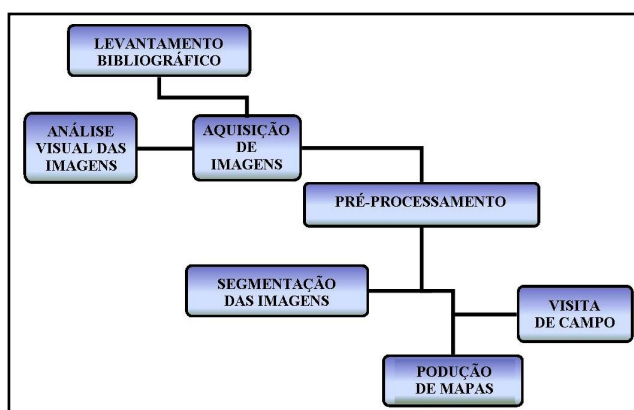 LEVANTAMENTO
BIBLIOGRÁFICO
ANÁLISE
VISUAL DAS
IMAGENS
AQUISIÇÃO
DE
IMAGENS
PRÉ-PROCESSAMENTO
SEGMENTAÇÃO
DAS IMAGENS
VISITA
DE CAMPO
PODUÇÃO
DE MAPAS